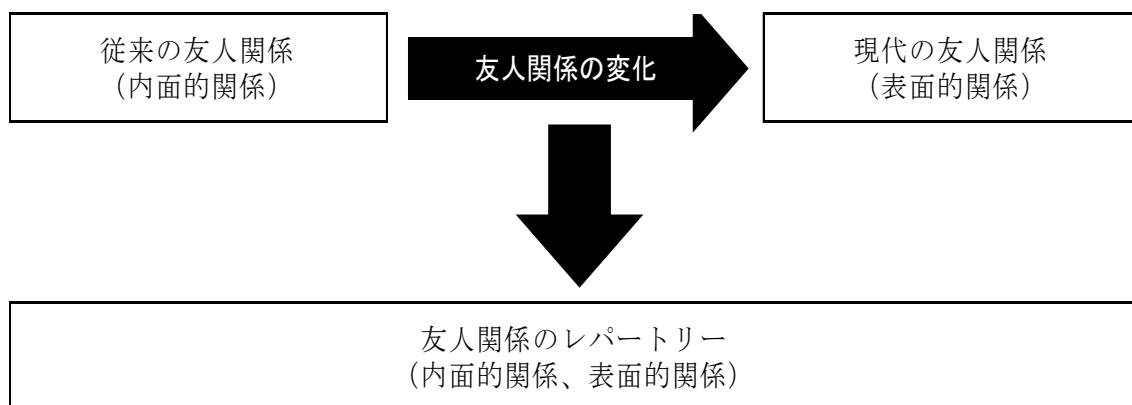 従来の友人関係
（内面的関係）
友人関係の変化
現代の友人関係
（表面的関係）
友人関係のレパートリー
（内面的関係、表面的関係）